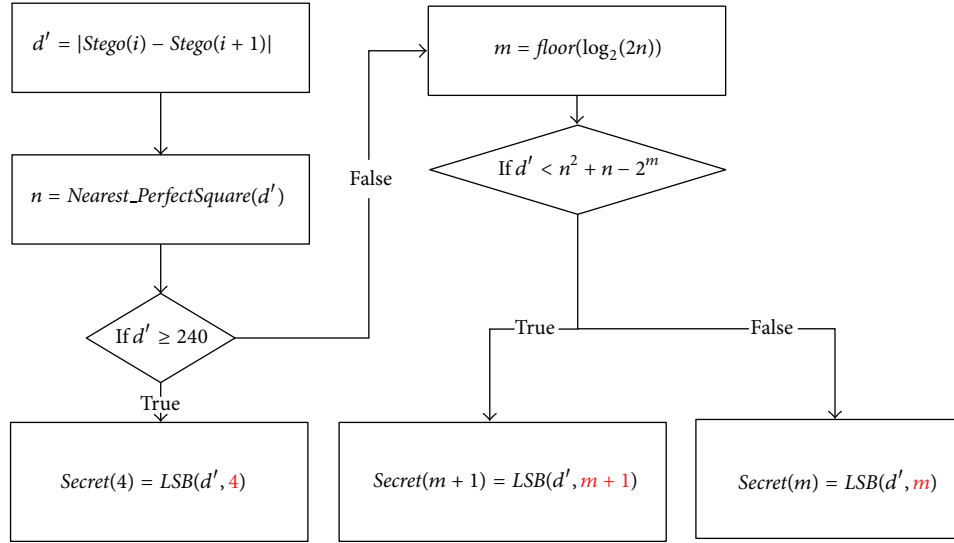 d′ = |Stego(i) − Stego(i + 1)|
n = Nearest_PerfectSquare(d′)
If d′ ≥ 240
True
Secret(4) = LSB(d′, 4)
False
m = floor(log₂(2n))
If d′ < n² + n − 2ᵐ
True
False
Secret(m + 1) = LSB(d′, m + 1)
Secret(m) = LSB(d′, m)